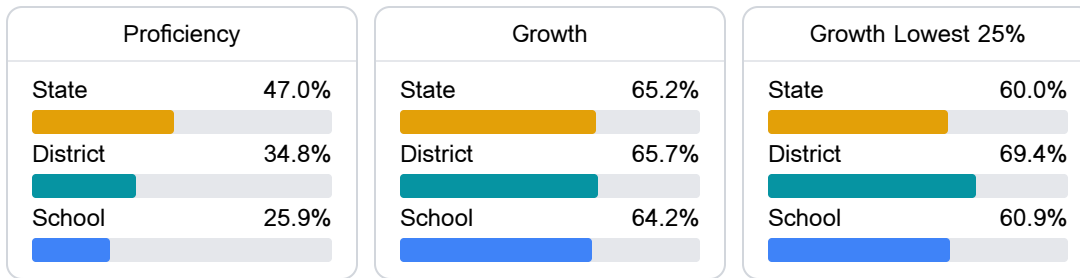 Proficiency
State 47.0%
District 34.8%
School 25.9%
Growth
State 65.2%
District 65.7%
School 64.2%
Growth Lowest 25%
State 60.0%
District 69.4%
School 60.9%